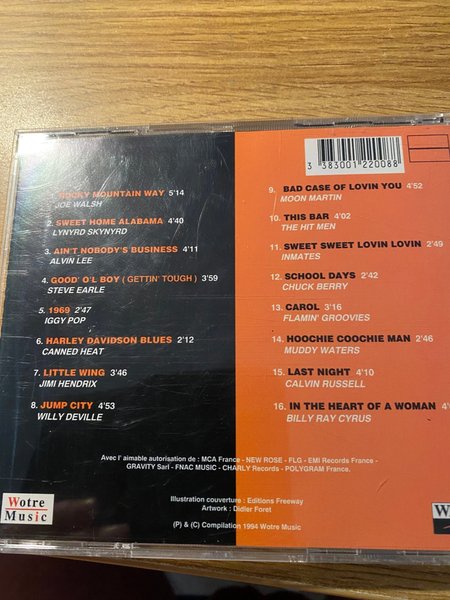 3 383001 220088
ROCKY MOUNTAIN WAY 5'14
JOE WALSH
2. SWEET HOME ALABAMA 4'40
LYNYRD SKYNYRD
3. AIN'T NOBODY'S BUSINESS 4'11
ALVIN LEE
4. GOOD' O'L BOY ( GETTIN' TOUGH ) 3'59
STEVE EARLE
5. 1969 2'47
IGGY POP
6. HARLEY DAVIDSON BLUES 2'12
CANNED HEAT
7. LITTLE WING 3'46
JIMI HENDRIX
8. JUMP CITY 4'53
WILLY DEVILLE
9. BAD CASE OF LOVIN YOU 4'52
MOON MARTIN
10. THIS BAR 4'02
THE HIT MEN
11. SWEET SWEET LOVIN LOVIN 2'49
INMATES
12. SCHOOL DAYS 2'42
CHUCK BERRY
13. CAROL 3'16
FLAMIN' GROOVIES
14. HOOCHIE COOCHIE MAN 2'46
MUDDY WATERS
15. LAST NIGHT 4'10
CALVIN RUSSELL
16. IN THE HEART OF A WOMAN
BILLY RAY CYRUS
Avec l' aimable autorisation de : MCA France - NEW ROSE - FLG - EMI Records France -
GRAVITY Sarl - FNAC MUSIC - CHARLY Records - POLYGRAM France.
Illustration couverture : Editions Freeway
Artwork : Didier Foret
(P) & (C) Compilation 1994 Wotre Music
Wotre
Music